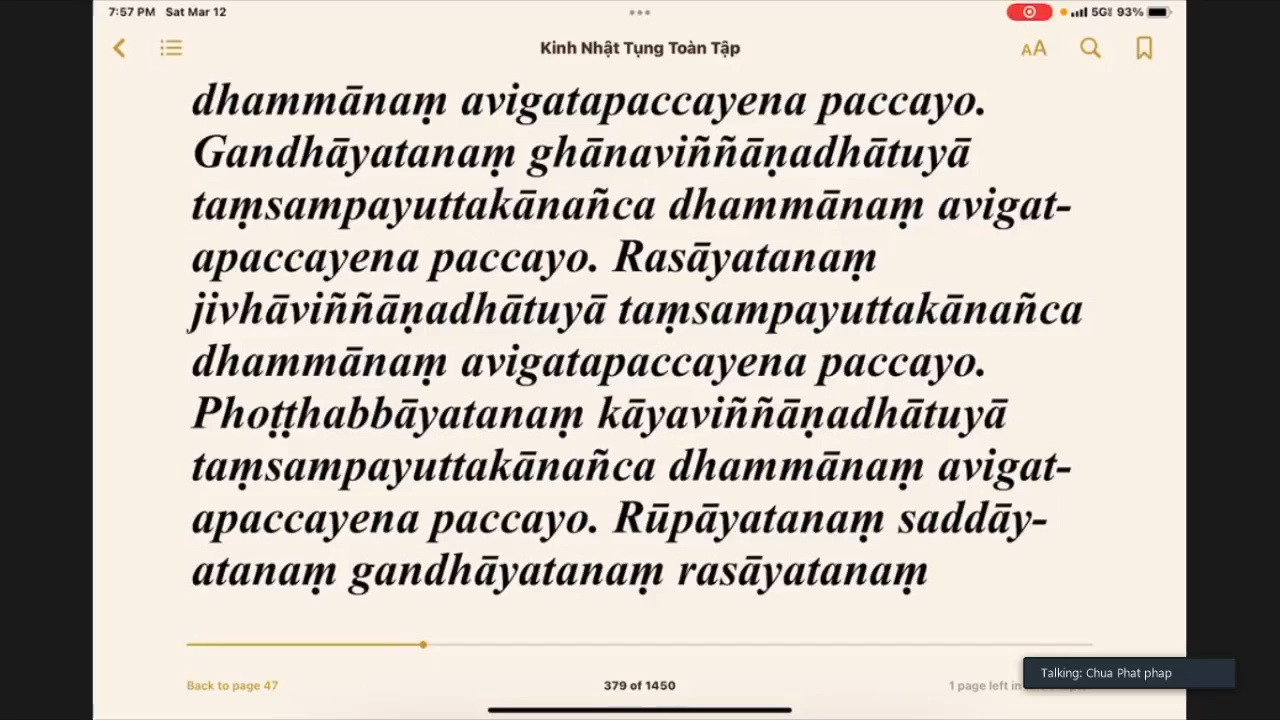 7:57 PM Sat Mar 12
93%
Kinh Nhật Tụng Toàn Tập
AA
dhammānaṃ avigatapaccayena paccayo.
Gandhāyatanaṃ ghānaviññāṇadhātuyā
taṃsampayuttakānañca dhammānaṃ avigat-
apaccayena paccayo. Rasāyatanaṃ
jivhāviññāṇadhātuyā taṃsampayuttakānañca
dhammānaṃ avigatapaccayena paccayo.
Phoṭṭhabbāyatanaṃ kāyaviññāṇadhātuyā
taṃsampayuttakānañca dhammānaṃ avigat-
apaccayena paccayo. Rūpāyatanaṃ saddāy-
atanaṃ gandhāyatanaṃ rasāyatanaṃ
Talking: Chua Phat phap
Back to page 47
379 of 1450
1 page left in